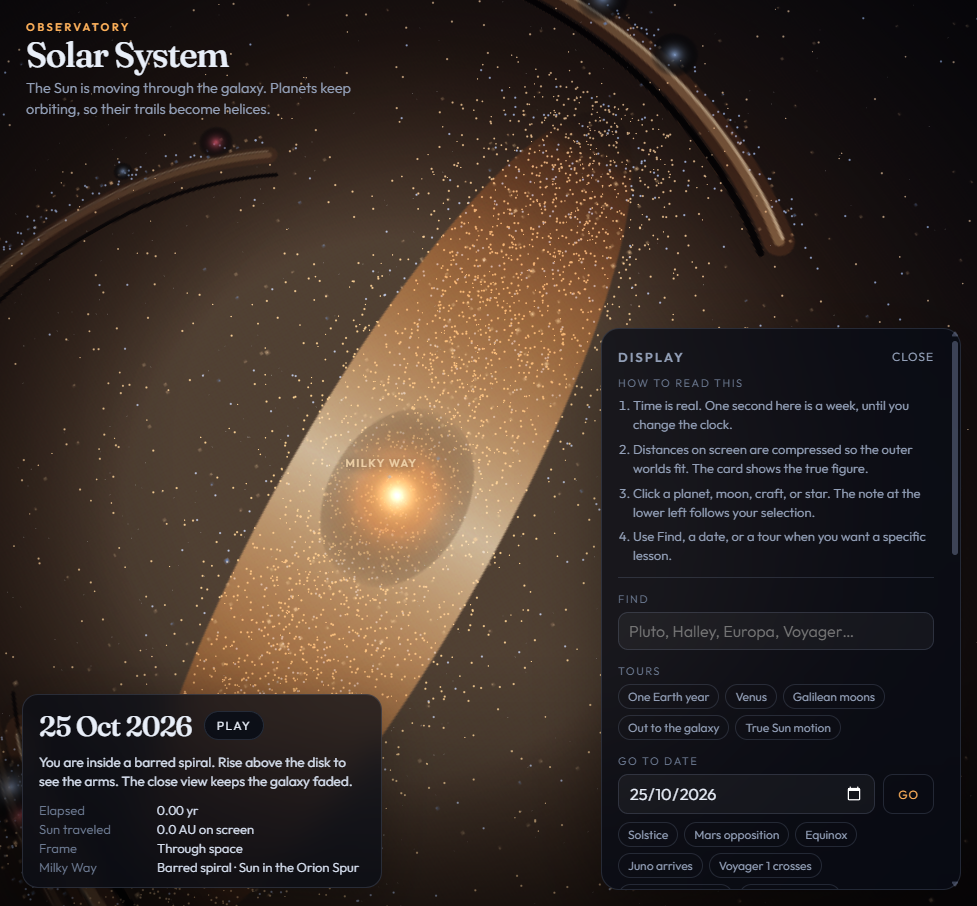 OBSERVATORY
Solar System
The Sun is moving through the galaxy. Planets keep
orbiting, so their trails become helices.
MILKY WAY
DISPLAY
CLOSE
HOW TO READ THIS
1. Time is real. One second here is a week, until you
change the clock.
2. Distances on screen are compressed so the outer
worlds fit. The card shows the true figure.
3. Click a planet, moon, craft, or star. The note at the
lower left follows your selection.
4. Use Find, a date, or a tour when you want a specific
lesson.
FIND
Pluto, Halley, Europa, Voyager...
TOURS
One Earth year Venus Galilean moons
Out to the galaxy True Sun motion
GO TO DATE
25/10/2026 GO
Solstice Mars opposition Equinox
Juno arrives Voyager 1 crosses
25 Oct 2026 PLAY
You are inside a barred spiral. Rise above the disk to
see the arms. The close view keeps the galaxy faded.
Elapsed 0.00 yr
Sun traveled 0.0 AU on screen
Frame Through space
Milky Way Barred spiral · Sun in the Orion Spur